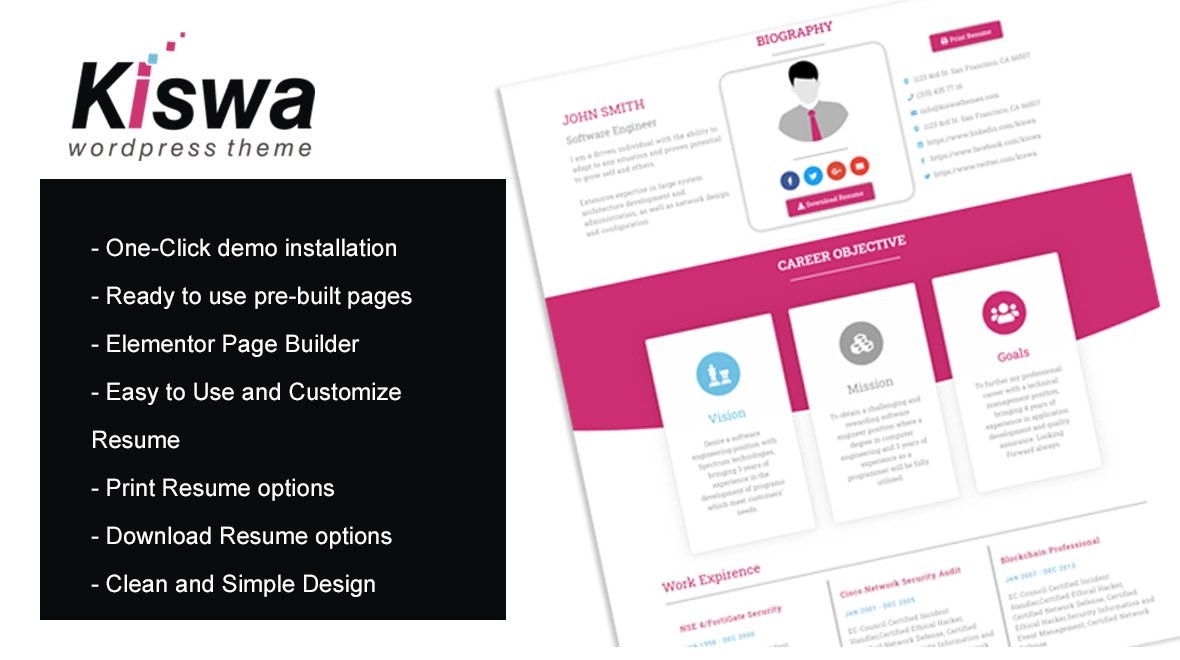 Kiswa
wordpress theme
- One-Click demo installation
- Ready to use pre-built pages
- Elementor Page Builder
- Easy to Use and Customize
Resume
- Print Resume options
- Download Resume options
- Clean and Simple Design
BIOGRAPHY
Print Resume
JOHN SMITH
Software Engineer
I am a driven individual with the ability to
adapt to any situation and proven potential
to grow self and others.
Extensive expertise in large system
architecture development and
administration, as well as network design
and configuration.
Download Resume
1123 4rd St. San Francisco, CA 66507
(315) 435 77 16
info@kiswathemes.com
1123 4rd St. San Francisco, CA 66507
https://www.linkedin.com/kiswa
https://www.facebook.com/kiswa
https://www.twitter.com/kiswa
CAREER OBJECTIVE
Vision
Desire a software
engineering position with
Spectrum technologies,
bringing 3 years of
experience in the
development of programs
which meet customers'
needs.
Mission
To obtain a challenging and
rewarding software
engineer position where a
degree in computer
engineering and 3 years of
experience as a
programmer will be fully
utilized.
Goals
To further my professional
career with a technical
management position,
bringing 4 years of
experience in application
development and quality
assurance. Looking
Forward always.
Work Expirence
NSE 4/FortiGate Security
JAN 1998 - DEC 2000
Cisco Network Security Audit
JAN 2001 - DEC 2005
EC-Council Certified Incident
Handler,Certified Ethical Hacker,
Certified Network Defense, Certified
Blockchain Professional
JAN 2007 - DEC 2013
EC-Council Certified Incident
Handler,Certified Ethical Hacker,
Certified Network Defense, Certified
Ethical Hacker,Security Information and
Event Management, Certified Network
Defense